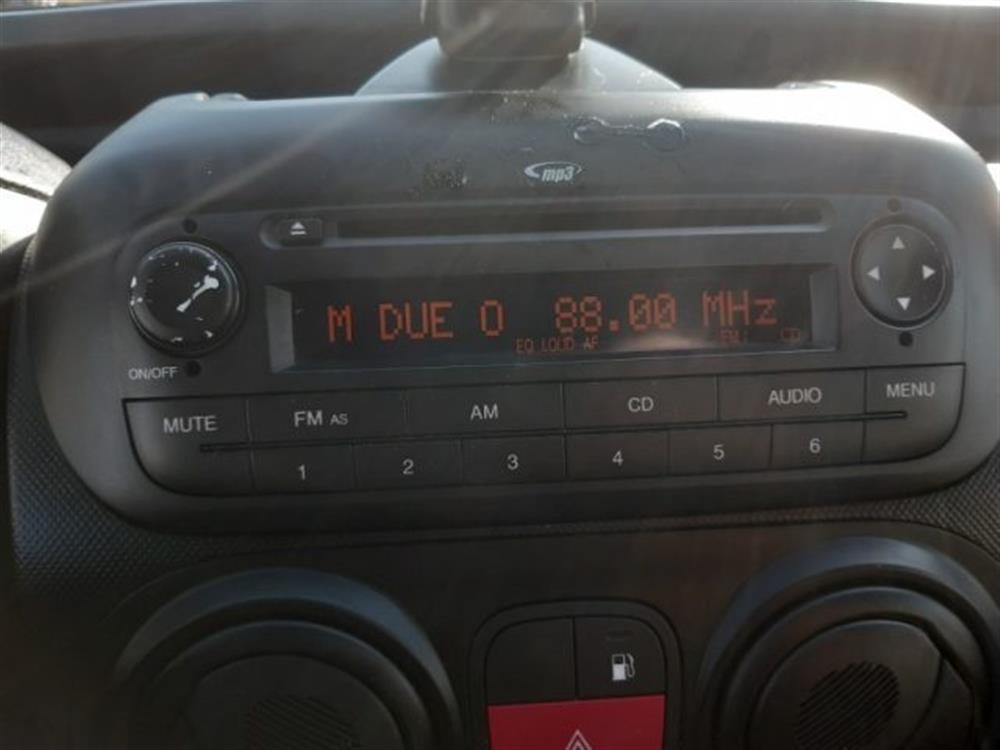 mp3
M DUE O 88.00 MHz
EQ LOUD AF
CD
ON/OFF
MUTE FM AS AM CD AUDIO MENU
1 2 3 4 5 6